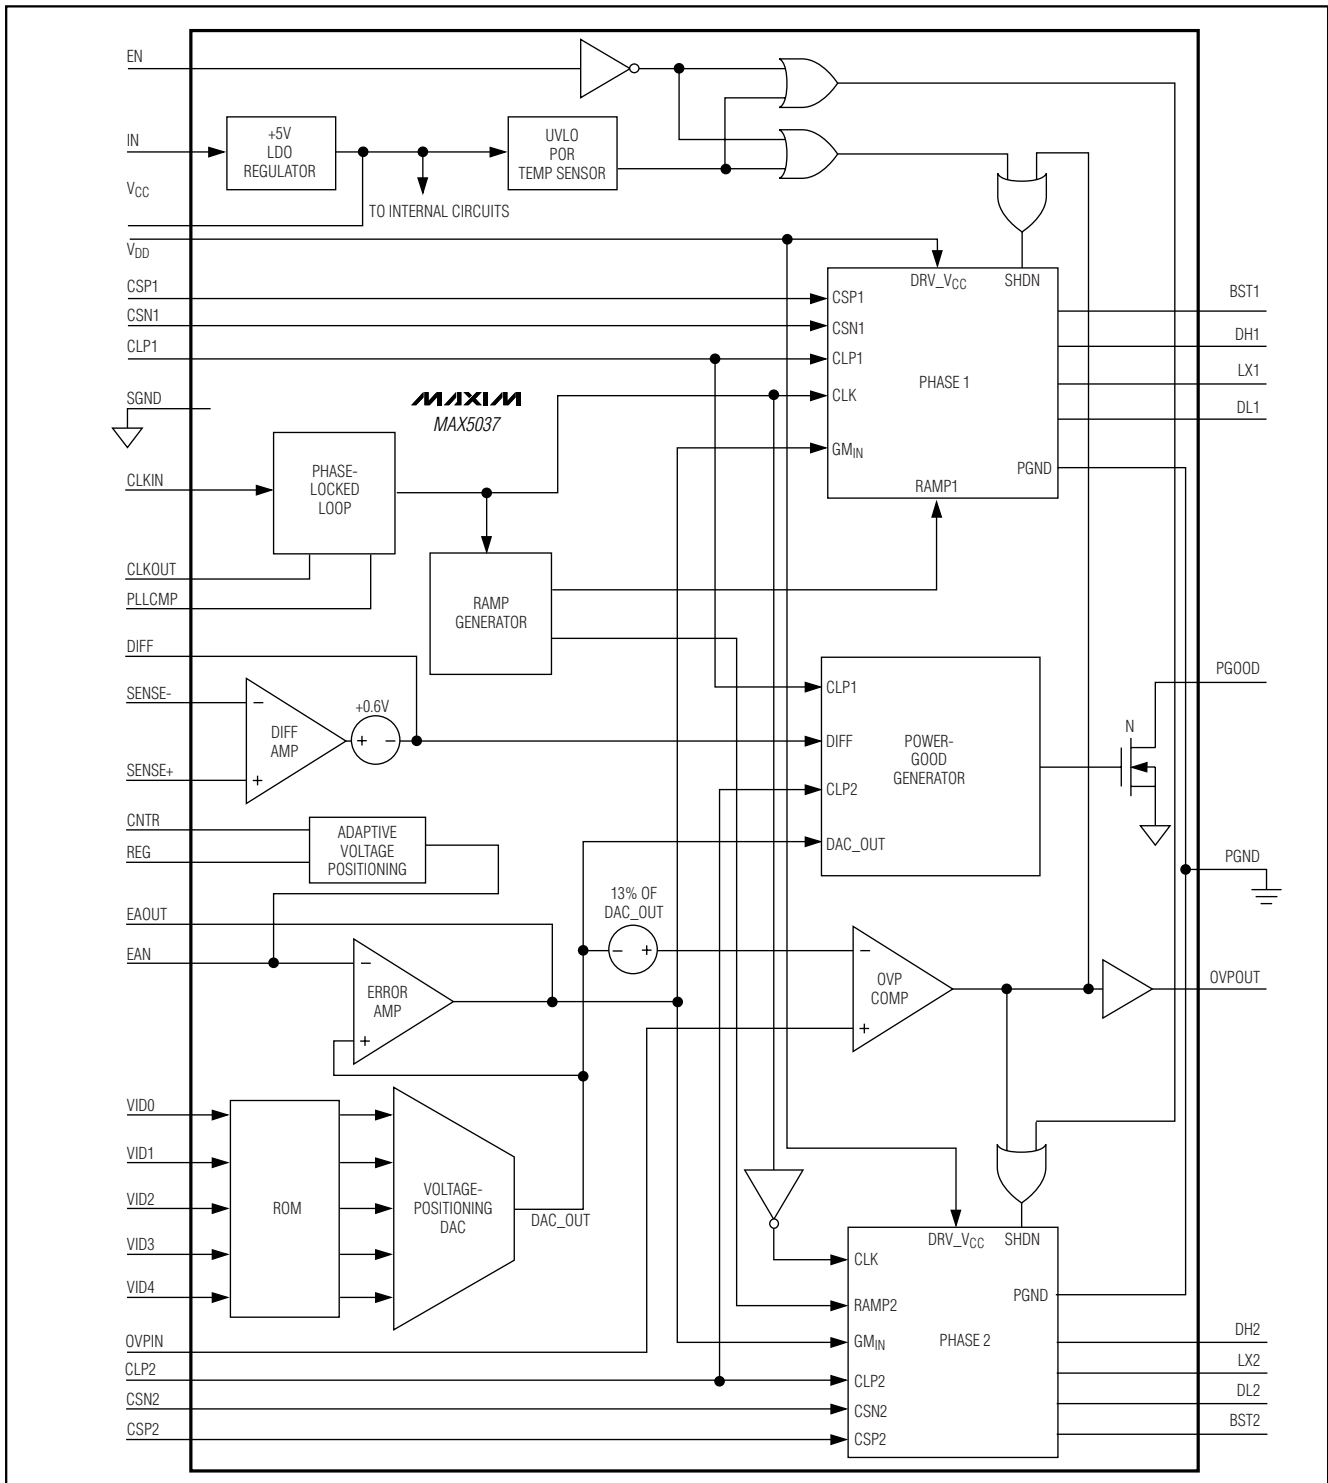 EN
IN
+5V
LDO
REGULATOR
UVLO
POR
TEMP SENSOR
VCC
TO INTERNAL CIRCUITS
VDD
CSP1
CSN1
CLP1
DRV_VCC
SHDN
CSP1
CSN1
CLP1
CLK
GMIN
PHASE 1
PGND
RAMP1
BST1
DH1
LX1
DL1
SGND
MAXIM
MAX5037
CLKIN
PHASE-
LOCKED
LOOP
CLKOUT
PLLCMP
RAMP
GENERATOR
DIFF
SENSE-
SENSE+
−
DIFF
AMP
+
+0.6V
+ −
CLP1
DIFF
CLP2
DAC_OUT
POWER-
GOOD
GENERATOR
N
PGOOD
PGND
CNTR
REG
ADAPTIVE
VOLTAGE
POSITIONING
EAOUT
EAN
−
ERROR
AMP
+
13% OF
DAC_OUT
− +
−
OVP
COMP
+
OVPOUT
VID0
VID1
VID2
VID3
VID4
ROM
VOLTAGE-
POSITIONING
DAC
DAC_OUT
DRV_VCC
SHDN
CLK
RAMP2
GMIN
CLP2
CSN2
CSP2
PHASE 2
PGND
OVPIN
CLP2
CSN2
CSP2
DH2
LX2
DL2
BST2